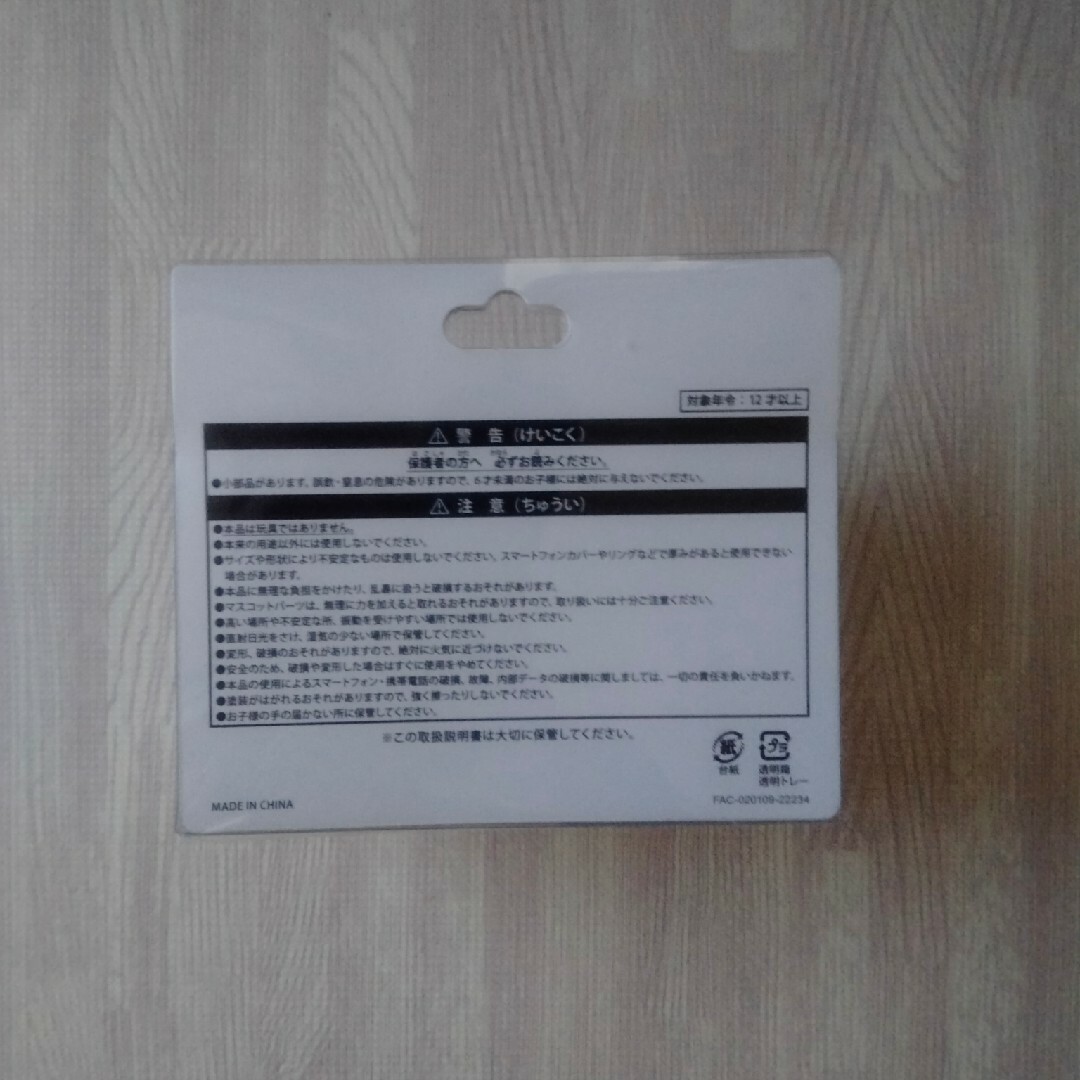 対象年令：12才以上
⚠ 警 告（けいこく）
保護者の方へ 必ずお読みください。
●小部品があります。誤飲・窒息の危険がありますので、6才未満のお子様には絶対に与えないでください。
⚠ 注 意（ちゅうい）
●本品は玩具ではありません。
●本来の用途以外には使用しないでください。
●サイズや形状により不安定なものは使用しないでください。スマートフォンカバーやリングなどで厚みがあると使用できない
場合があります。
●本品に無理な負担をかけたり、乱暴に扱うと破損するおそれがあります。
●マスコットパーツは、無理に力を加えると取れるおそれがありますので、取り扱いには十分ご注意ください。
●高い場所や不安定な所、振動を受けやすい場所では使用しないでください。
●直射日光をさけ、湿気の少ない場所で保管してください。
●変形、破損のおそれがありますので、絶対に火気に近づけないでください。
●安全のため、破損や変形した場合はすぐに使用をやめてください。
●本品の使用によるスマートフォン・携帯電話の破損、故障、内部データの破損等に関しましては、一切の責任を負いかねます。
●塗装がはがれるおそれがありますので、強く擦ったりしないでください。
●お子様の手の届かない所に保管してください。
※この取扱説明書は大切に保管してください。
紙 プラ
台紙 透明箱
透明トレー
MADE IN CHINA
FAC-020109-22234